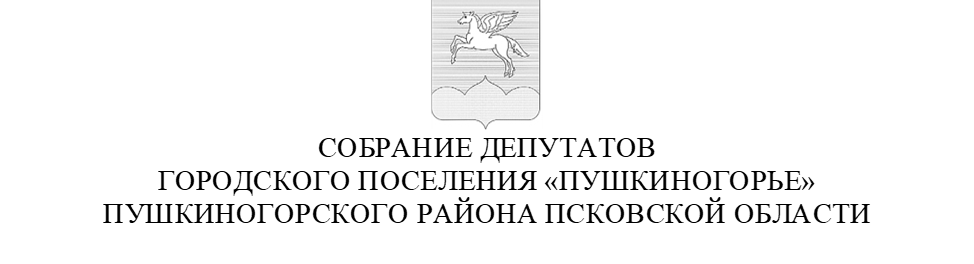 СОБРАНИЕ ДЕПУТАТОВ
ГОРОДСКОГО ПОСЕЛЕНИЯ «ПУШКИНОГОРЬЕ»
ПУШКИНОГОРСКОГО РАЙОНА ПСКОВСКОЙ ОБЛАСТИ